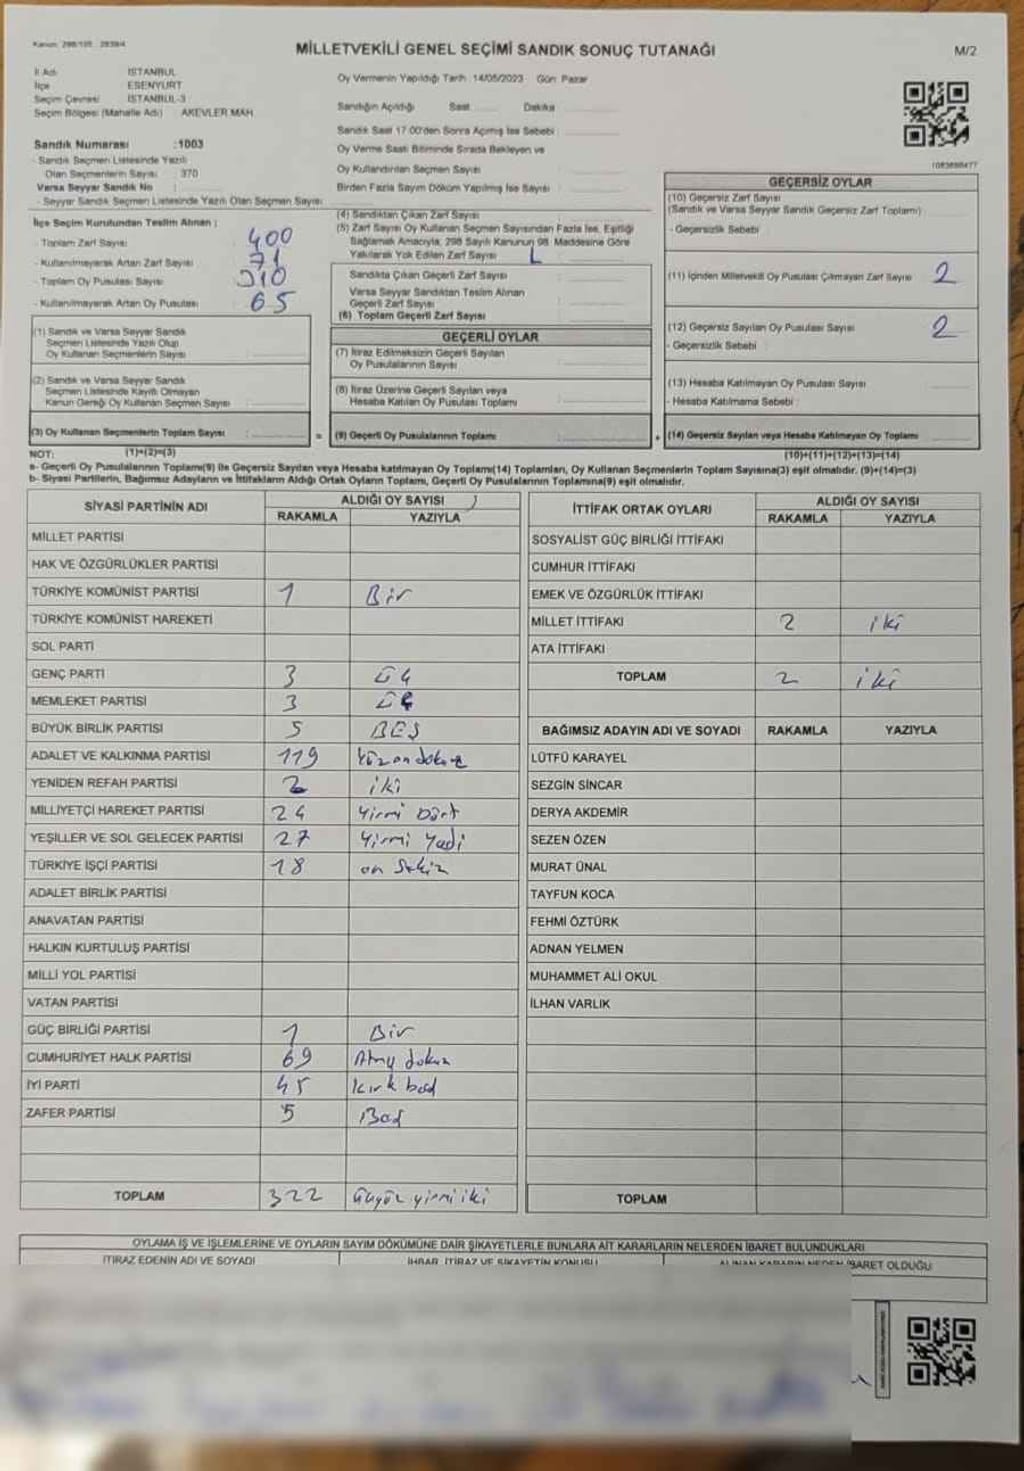 Kanun: 298/105
MİLLETVEKİLİ GENEL SEÇİMİ SANDIK SONUÇ TUTANAĞI
M/2
İl Adı İSTANBUL
İlçe ESENYURT
Seçim Çevresi İSTANBUL-3
Seçim Bölgesi (Mahalle Adı) AKEVLER MAH.
Sandık Numarası :1003
- Sandık Seçmen Listesinde Yazılı
Olan Seçmenlerin Sayısı : 370
Varsa Seyyar Sandık No :
- Seyyar Sandık Seçmen Listesinde Yazılı Olan Seçmen Sayısı
İlçe Seçim Kurulundan Teslim Alınan ;
- Toplam Zarf Sayısı 400
- Kullanılmayarak Artan Zarf Sayısı 71
- Toplam Oy Pusulası Sayısı
- Kullanılmayarak Artan Oy Pusulası 65
(1) Sandık ve Varsa Seyyar Sandık
Seçmen Listesinde Yazılı Olup
Oy Kullanan Seçmenlerin Sayısı
(2) Sandık ve Varsa Seyyar Sandık
Seçmen Listesinde Kayıtlı Olmayan
Kanun Gereği Oy Kullanan Seçmen Sayısı
(3) Oy Kullanan Seçmenlerin Toplam Sayısı
(1)+(2)=(3)
Oy Vermenin Yapıldığı Tarih : 14/05/2023 Gün: Pazar
Sandığın Açıldığı Saat Dakika
Sandık Saat 17:00'den Sonra Açılmış İse Sebebi
Oy Verme Saati Bitiminde Sırada Bekleyen ve
Oy Kullandırılan Seçmen Sayısı
Birden Fazla Sayım Döküm Yapılmış İse Sayısı
(4) Sandıktan Çıkan Zarf Sayısı
(5) Zarf Sayısı Oy Kullanan Seçmen Sayısından Fazla İse, Eşitliği
Sağlamak Amacıyla, 298 Sayılı Kanunun 98. Maddesine Göre
Yakılarak Yok Edilen Zarf Sayısı
Sandıkta Çıkan Geçerli Zarf Sayısı
Varsa Seyyar Sandıktan Teslim Alınan
Geçerli Zarf Sayısı
(6) Toplam Geçerli Zarf Sayısı
GEÇERLİ OYLAR
(7) İtiraz Edilmeksizin Geçerli Sayılan
Oy Pusulalarının Sayısı
(8) İtiraz Üzerine Geçerli Sayılan veya
Hesaba Katılan Oy Pusulası Toplamı
= (9) Geçerli Oy Pusulalarının Toplamı
GEÇERSİZ OYLAR
(10) Geçersiz Zarf Sayısı
(Sandık ve Varsa Seyyar Sandık Geçersiz Zarf Toplamı)
- Geçersizlik Sebebi
(11) İçinden Milletvekili Oy Pusulası Çıkmayan Zarf Sayısı 2
(12) Geçersiz Sayılan Oy Pusulası Sayısı 2
- Geçersizlik Sebebi :
(13) Hesaba Katılmayan Oy Pusulası Sayısı
- Hesaba Katılmama Sebebi :
+ (14) Geçersiz Sayılan veya Hesaba Katılmayan Oy Toplamı
(10)+(11)+(12)+(13)=(14)
NOT:
a- Geçerli Oy Pusulalarının Toplamı(9) ile Geçersiz Sayılan veya Hesaba katılmayan Oy Toplamı(14) Toplamları, Oy Kullanan Seçmenlerin Toplam Sayısına(3) eşit olmalıdır. (9)+(14)=(3)
b- Siyasi Partilerin, Bağımsız Adayların ve İttifakların Aldığı Ortak Oyların Toplamı, Geçerli Oy Pusulalarının Toplamına(9) eşit olmalıdır.
SİYASİ PARTİNİN ADI ALDIĞI OY SAYISI
RAKAMLA YAZIYLA
MİLLET PARTİSİ
HAK VE ÖZGÜRLÜKLER PARTİSİ
TÜRKİYE KOMÜNİST PARTİSİ 1 Bir
TÜRKİYE KOMÜNİST HAREKETİ
SOL PARTİ
GENÇ PARTİ 3 üç
MEMLEKET PARTİSİ 3 üç
BÜYÜK BİRLİK PARTİSİ 5 BEŞ
ADALET VE KALKINMA PARTİSİ 119 Yüzondokuz
YENİDEN REFAH PARTİSİ 2 iki
MİLLİYETÇİ HAREKET PARTİSİ 24 Yirmi Dört
YEŞİLLER VE SOL GELECEK PARTİSİ 27 Yirmi Yedi
TÜRKİYE İŞÇİ PARTİSİ 18 on Sekiz
ADALET BİRLİK PARTİSİ
ANAVATAN PARTİSİ
HALKIN KURTULUŞ PARTİSİ
MİLLİ YOL PARTİSİ
VATAN PARTİSİ
GÜÇ BİRLİĞİ PARTİSİ 1 Bir
CUMHURİYET HALK PARTİSİ 69 Atmış dokuz
İYİ PARTİ 45 Kırk beş
ZAFER PARTİSİ 5 Beş
TOPLAM 322 üçyüz yirmi iki
İTTİFAK ORTAK OYLARI ALDIĞI OY SAYISI
RAKAMLA YAZIYLA
SOSYALİST GÜÇ BİRLİĞİ İTTİFAKI
CUMHUR İTTİFAKI
EMEK VE ÖZGÜRLÜK İTTİFAKI
MİLLET İTTİFAKI 2 iki
ATA İTTİFAKI
TOPLAM 2 iki
BAĞIMSIZ ADAYIN ADI VE SOYADI RAKAMLA YAZIYLA
LÜTFÜ KARAYEL
SEZGİN SİNCAR
DERYA AKDEMİR
SEZEN ÖZEN
MURAT ÜNAL
TAYFUN KOCA
FEHMİ ÖZTÜRK
ADNAN YELMEN
MUHAMMET ALİ OKUL
İLHAN VARLIK
TOPLAM
OYLAMA İŞ VE İŞLEMLERİNE VE OYLARIN SAYIM DÖKÜMÜNE DAİR ŞİKAYETLERLE BUNLARA AİT KARARLARIN NELERDEN İBARET BULUNDUKLARI
İTİRAZ EDENİN ADI VE SOYADI İHBAR, İTİRAZ VE ŞİKAYETİN KONUSU ALINAN KARARIN NEDEN İBARET OLDUĞU